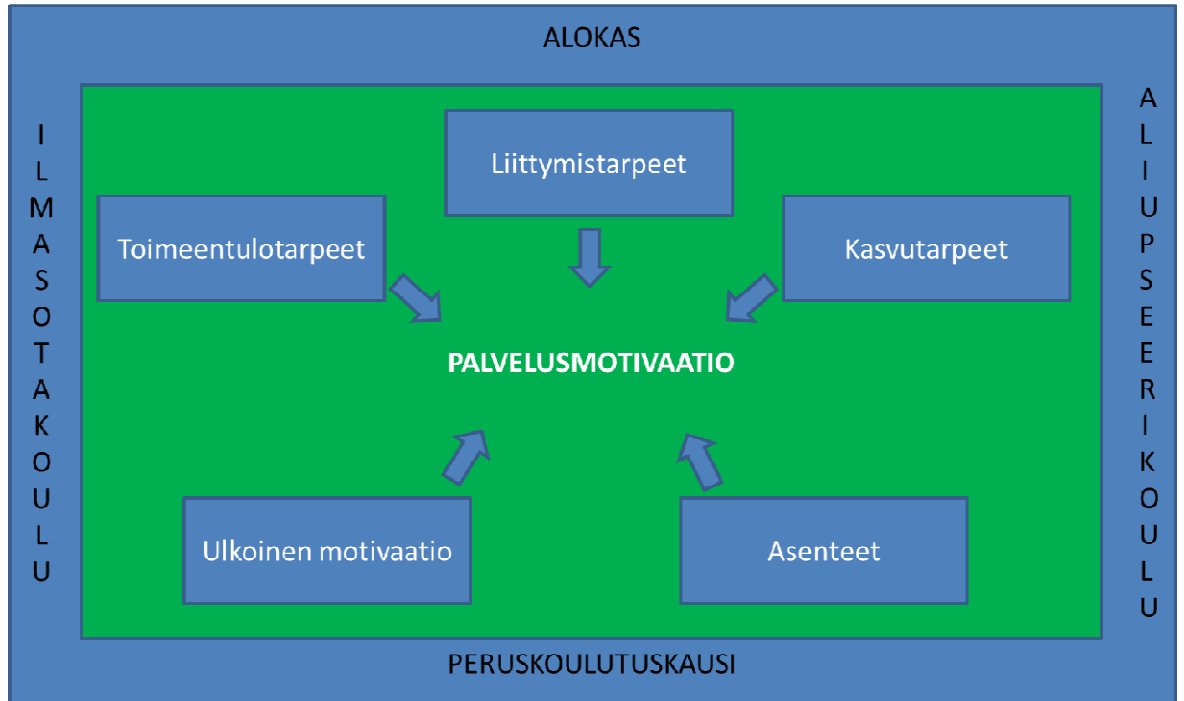 ALOKAS
ILMASOTAKOULU
ALIUPSEERIKOULU
Liittymistarpeet
Toimeentulotarpeet
Kasvutarpeet
PALVELUSMOTIVAATIO
Ulkoinen motivaatio
Asenteet
PERUSKOULUTUSKAUSI